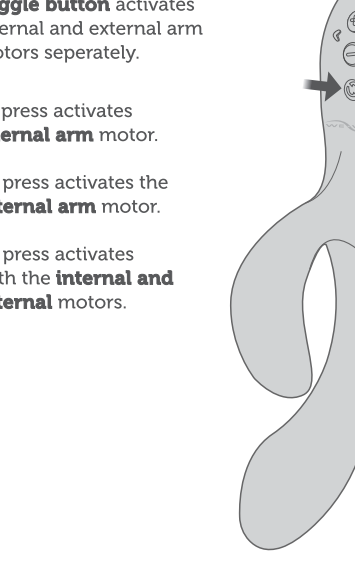 ggle button activates
ernal and external arm
otors seperately.
press activates
ernal arm motor.
press activates the
ternal arm motor.
press activates
th the internal and
ternal motors.